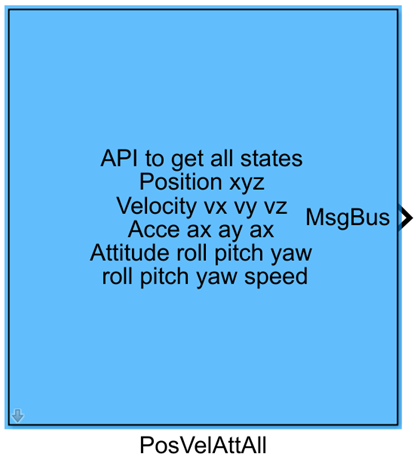 API to get all states
Position xyz
Velocity vx vy vz
Acce ax ay ax
Attitude roll pitch yaw
roll pitch yaw speed
MsgBus
PosVelAttAll